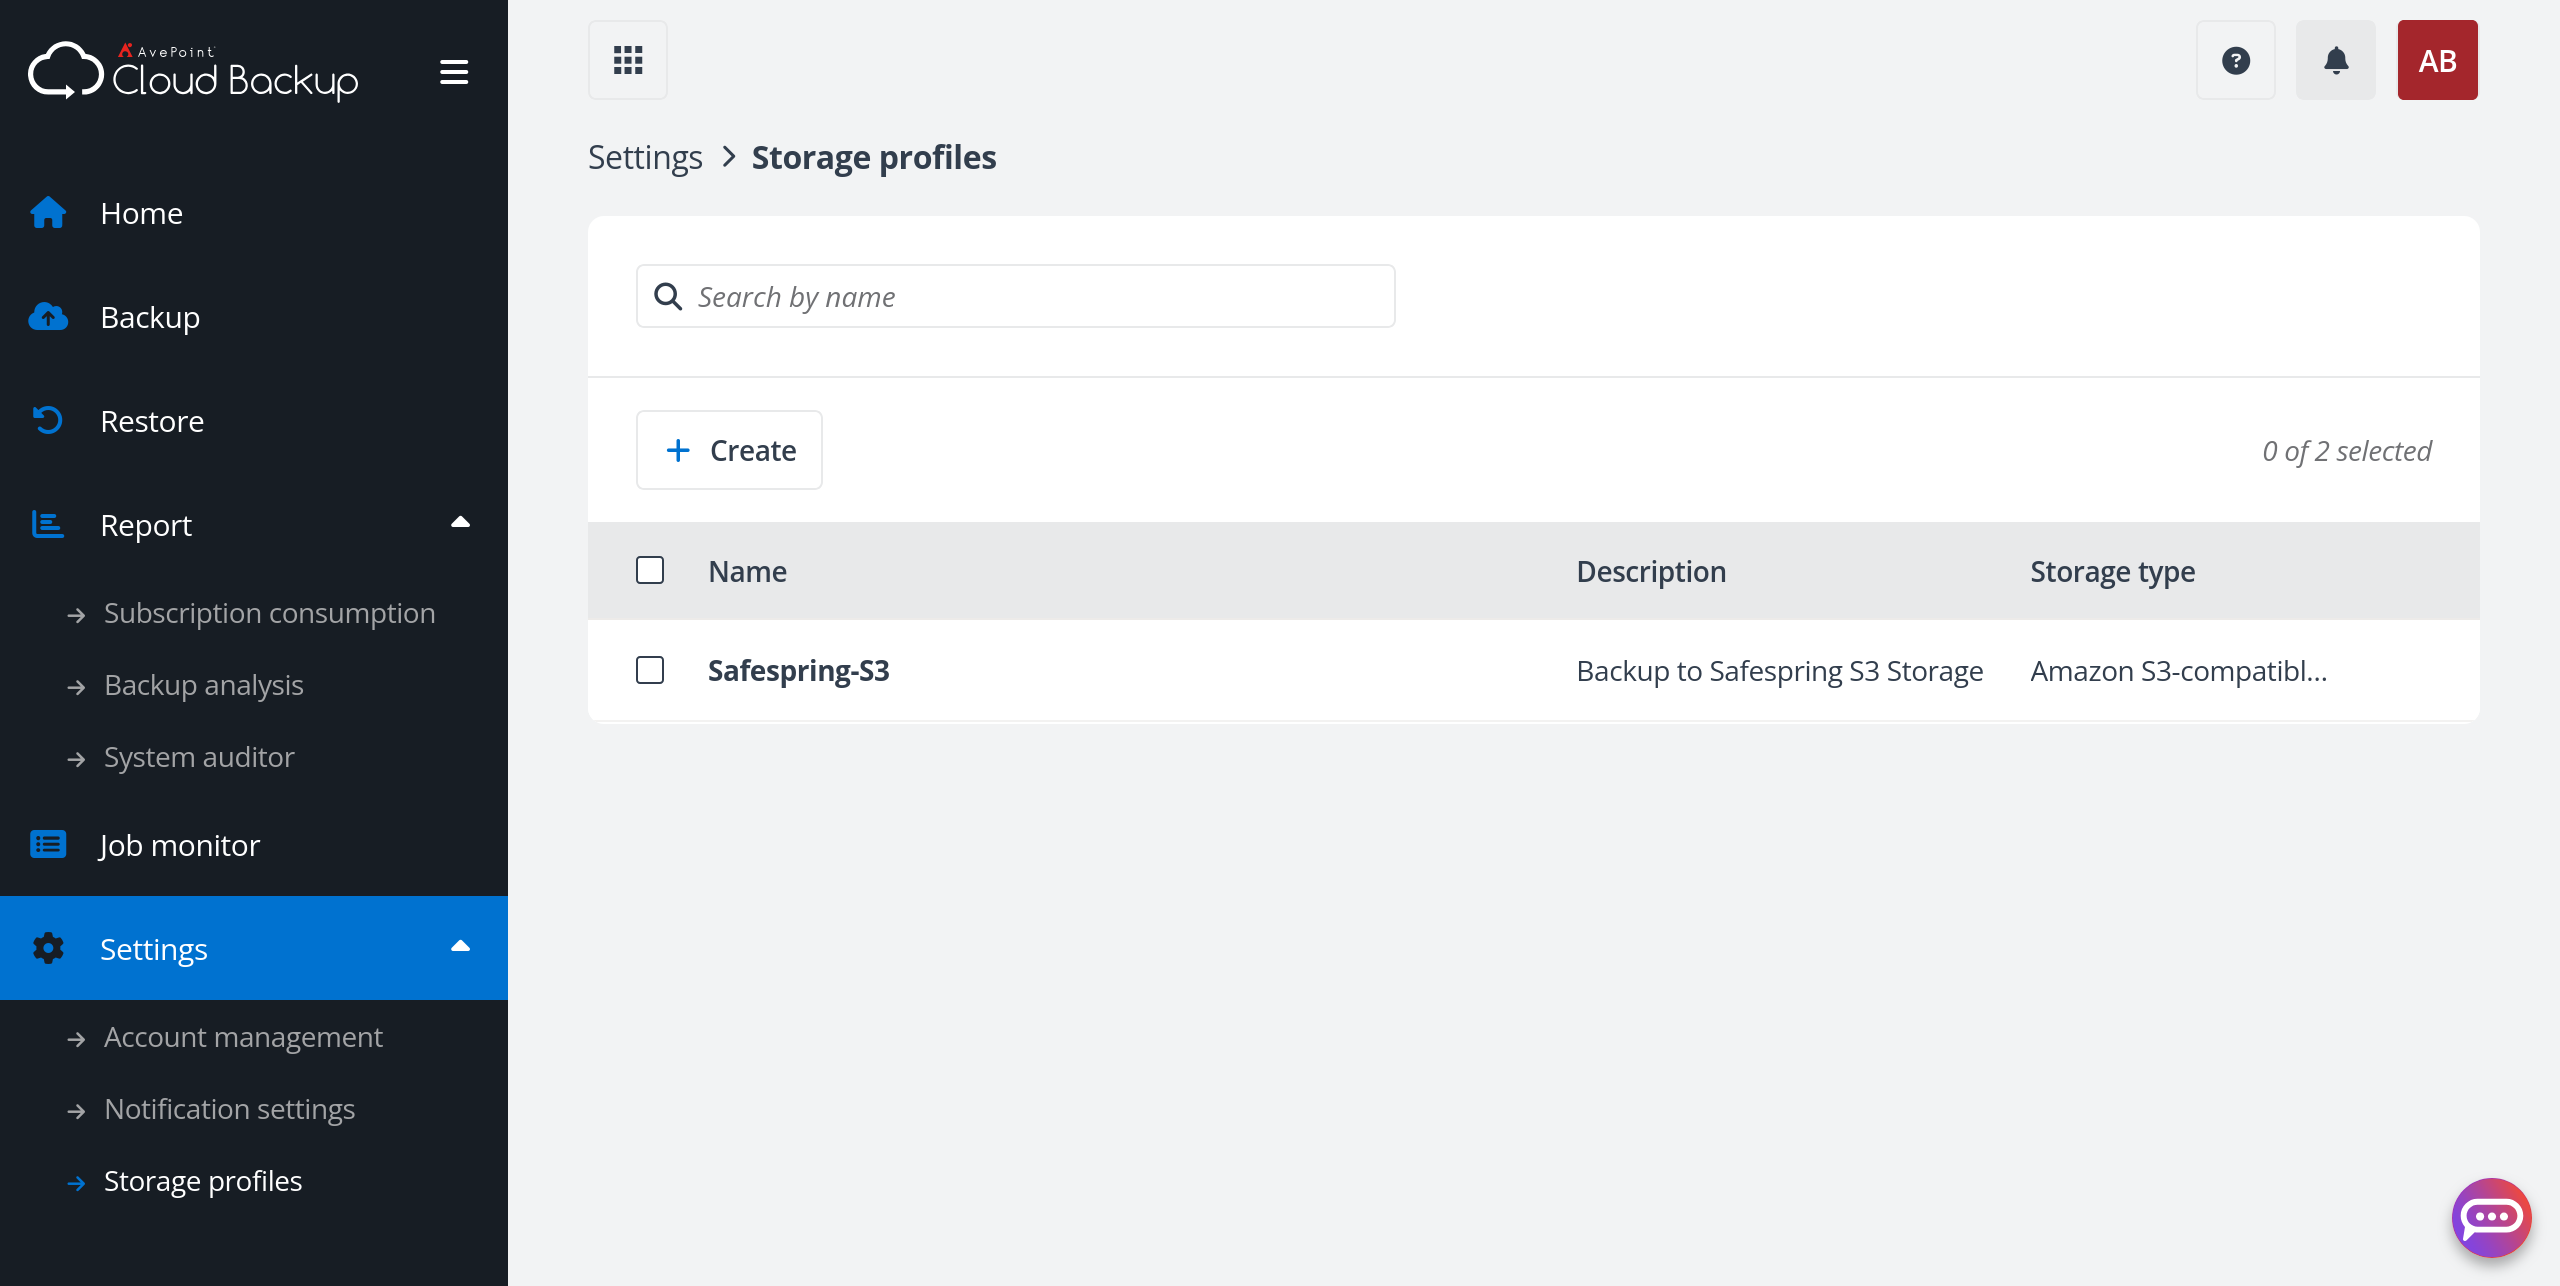 AvePoint
Cloud Backup
AB
Settings > Storage profiles
Home
Search by name
Backup
Restore
Create
0 of 2 selected
Report
Name Description Storage type
Subscription consumption
Safespring-S3 Backup to Safespring S3 Storage Amazon S3-compatibl...
Backup analysis
System auditor
Job monitor
Settings
Account management
Notification settings
Storage profiles